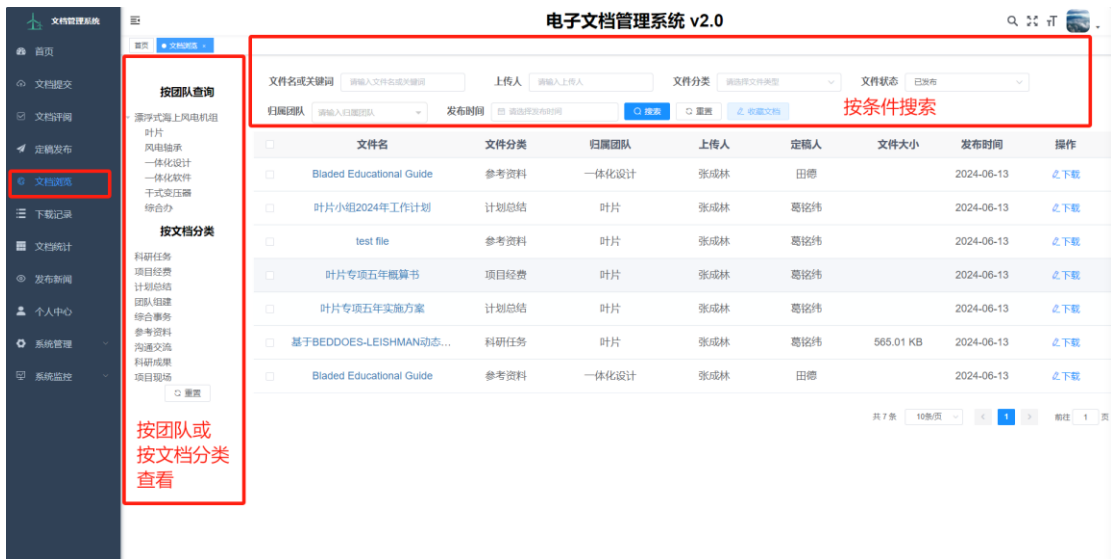 文档管理系统
电子文档管理系统 v2.0
首页
文档提交
文档评阅
定稿发布
文档浏览
下载记录
文档统计
发布新闻
个人中心
系统管理
系统监控
首页 文档浏览
按团队查询
漂浮式海上风电机组
叶片
风电轴承
一体化设计
一体化软件
干式变压器
综合办
按文档分类
科研任务
项目经费
计划总结
团队组建
综合事务
参考资料
沟通交流
科研成果
项目现场
重置
按团队或
按文档分类
查看
文件名或关键词 请输入文件名或关键词 上传人 请输入上传人 文件分类 请选择文件类型 文件状态 已发布
归属团队 请输入归属团队 发布时间 请选择发布时间 搜索 重置 收藏文档
按条件搜索
文件名 文件分类 归属团队 上传人 定稿人 文件大小 发布时间 操作
Bladed Educational Guide 参考资料 一体化设计 张成林 田德 2024-06-13 下载
叶片小组2024年工作计划 计划总结 叶片 张成林 葛铭纬 2024-06-13 下载
test file 参考资料 叶片 张成林 葛铭纬 2024-06-13 下载
叶片专项五年概算书 项目经费 叶片 张成林 葛铭纬 2024-06-13 下载
叶片专项五年实施方案 计划总结 叶片 张成林 葛铭纬 2024-06-13 下载
基于BEDDOES-LEISHMAN动态... 科研任务 叶片 张成林 葛铭纬 565.01 KB 2024-06-13 下载
Bladed Educational Guide 参考资料 一体化设计 张成林 田德 2024-06-13 下载
共 7 条 10条/页 < 1 > 前往 1 页